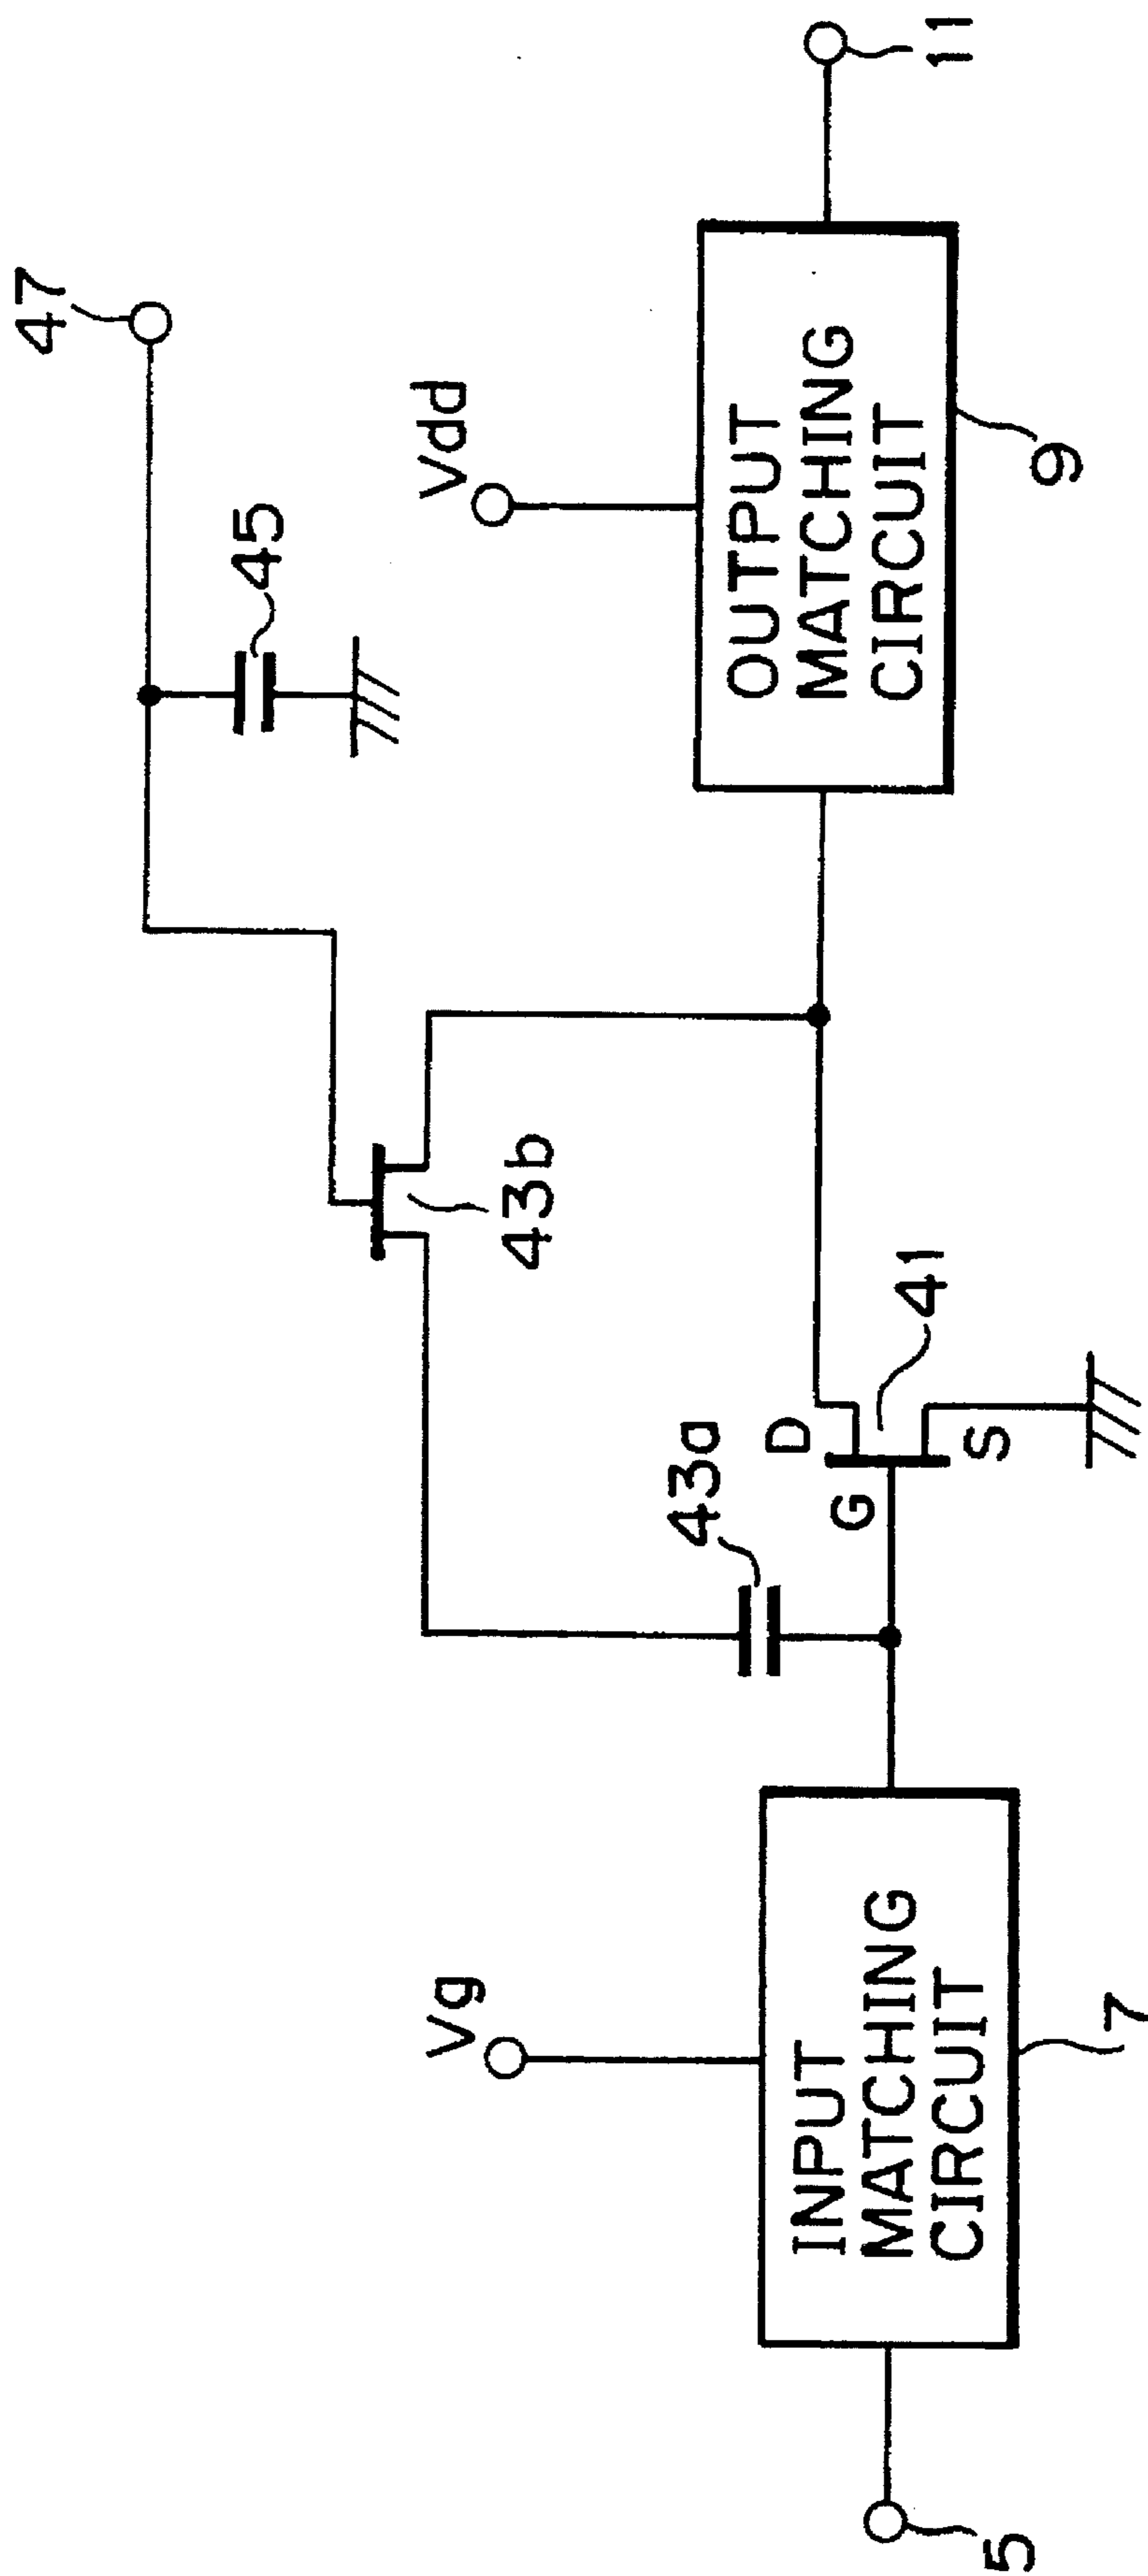 47
45
Vdd
11
43b
OUTPUT
MATCHING
CIRCUIT
9
43a
D
G
S
41
Vg
INPUT
MATCHING
CIRCUIT
7
5